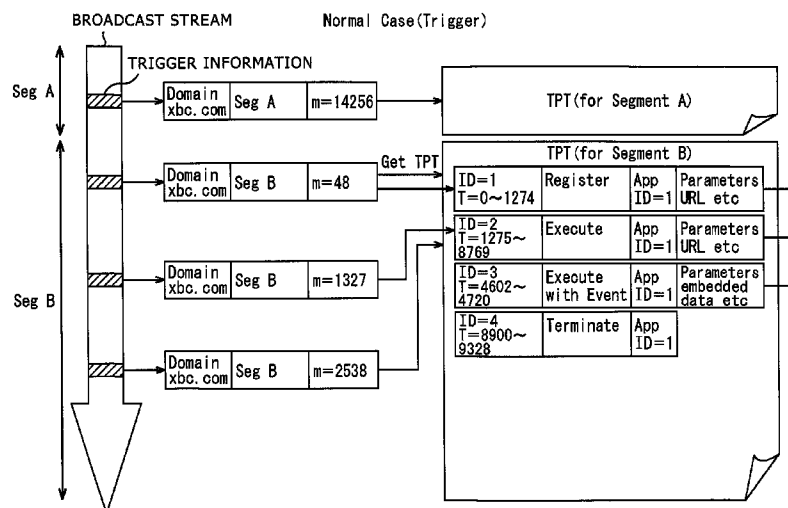 BROADCAST STREAM
Normal Case(Trigger)
TRIGGER INFORMATION
Seg A
Domain
xbc.com
Seg A
m=14256
TPT(for Segment A)
Get TPT
TPT(for Segment B)
Domain
xbc.com
Seg B
m=48
ID=1
T=0~1274
Register
App
ID=1
Parameters
URL etc
ID=2
T=1275~
8769
Execute
App
ID=1
Parameters
URL etc
Domain
xbc.com
Seg B
m=1327
ID=3
T=4602~
4720
Execute
with Event
App
ID=1
Parameters
embedded
data etc
Seg B
ID=4
T=8900~
9328
Terminate
App
ID=1
Domain
xbc.com
Seg B
m=2538